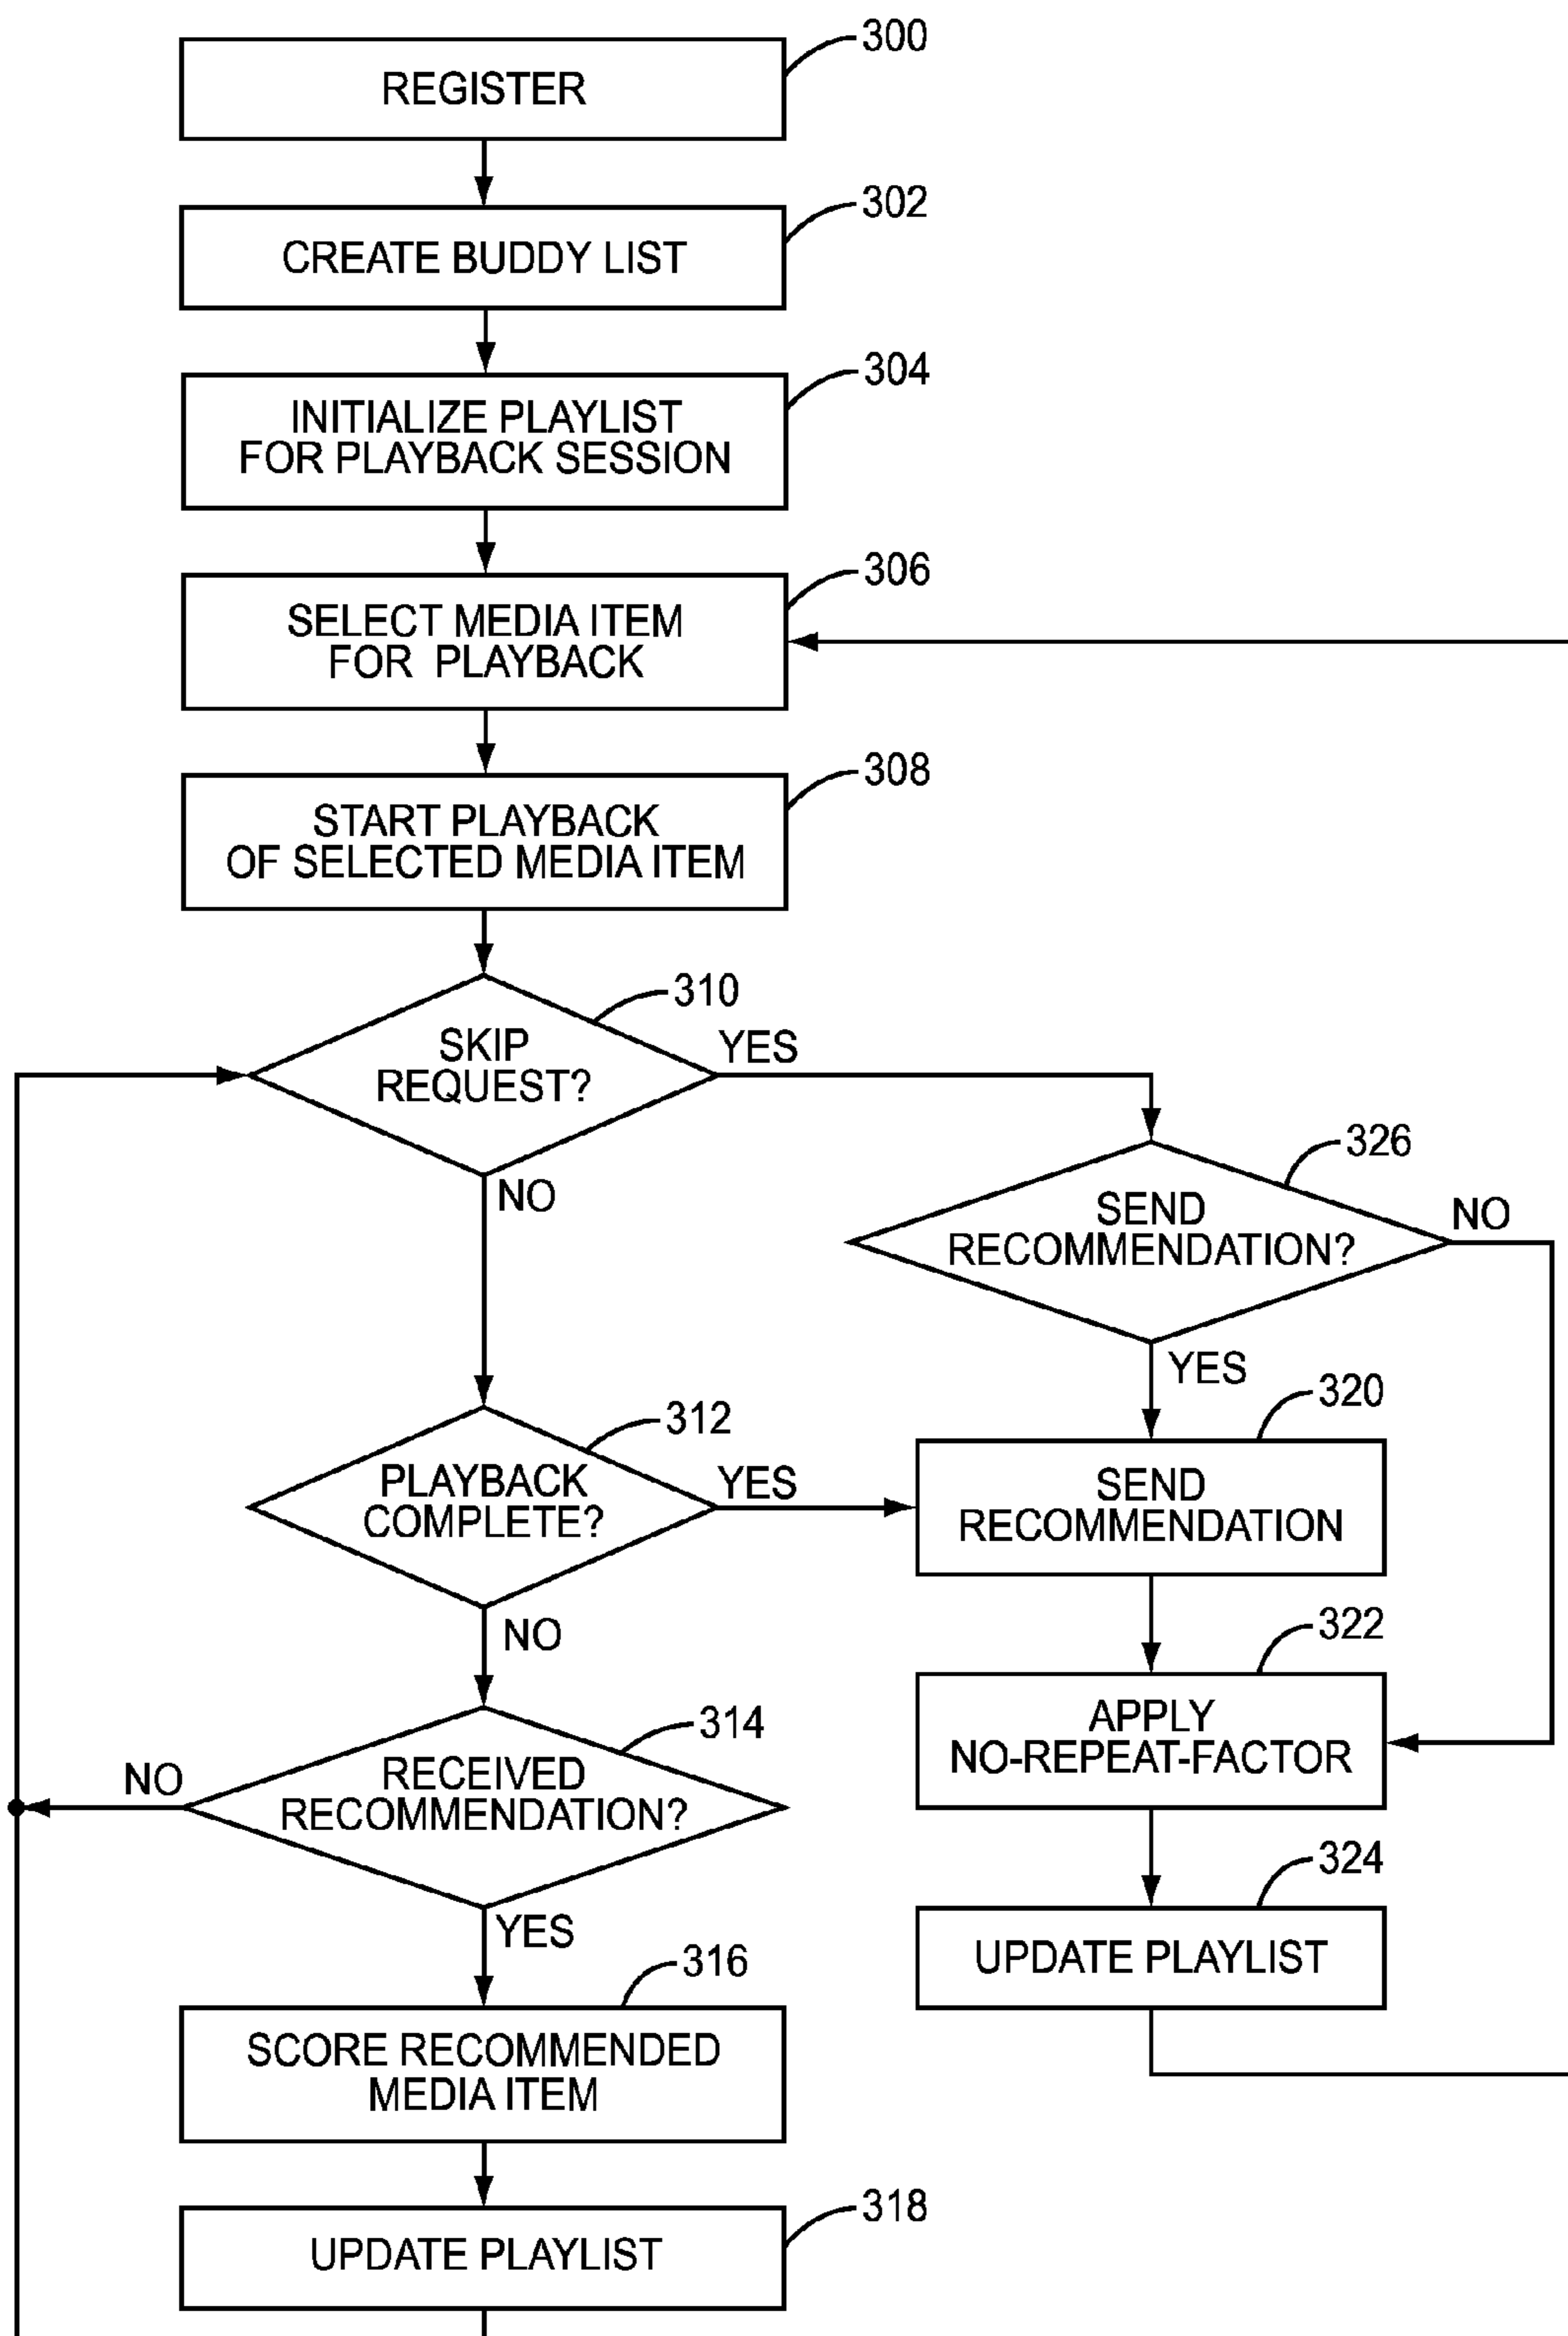 300
REGISTER
302
CREATE BUDDY LIST
304
INITIALIZE PLAYLIST
FOR PLAYBACK SESSION
306
SELECT MEDIA ITEM
FOR PLAYBACK
308
START PLAYBACK
OF SELECTED MEDIA ITEM
310
SKIP
REQUEST?
YES
NO
326
SEND
RECOMMENDATION?
NO
YES
312
PLAYBACK
COMPLETE?
YES
NO
320
SEND
RECOMMENDATION
322
APPLY
NO-REPEAT-FACTOR
314
RECEIVED
RECOMMENDATION?
NO
YES
324
UPDATE PLAYLIST
316
SCORE RECOMMENDED
MEDIA ITEM
318
UPDATE PLAYLIST